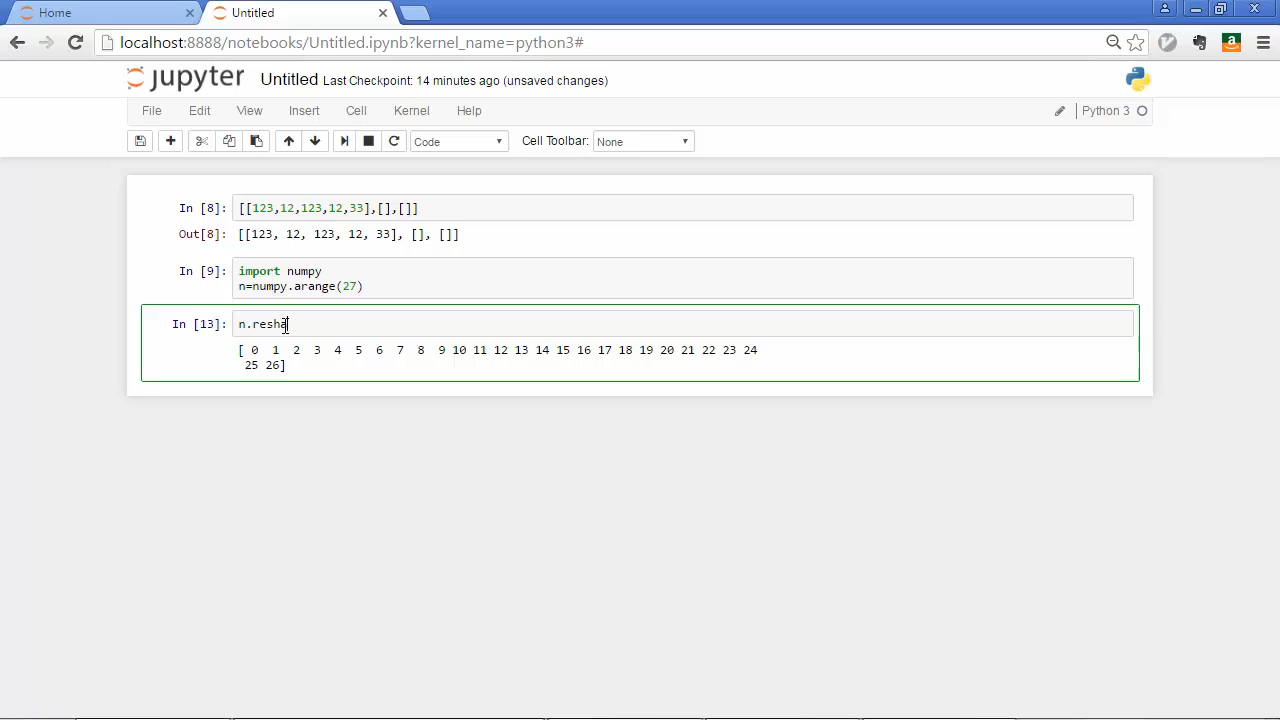 Home
Untitled
localhost:8888/notebooks/Untitled.ipynb?kernel_name=python3#
jupyter Untitled Last Checkpoint: 14 minutes ago (unsaved changes)
File Edit View Insert Cell Kernel Help Python 3
Code Cell Toolbar: None
In [8]: [[123,12,123,12,33],[],[]]
Out[8]: [[123, 12, 123, 12, 33], [], []]
In [9]: import numpy
n=numpy.arange(27)
In [13]: n.resha
[ 0 1 2 3 4 5 6 7 8 9 10 11 12 13 14 15 16 17 18 19 20 21 22 23 24
25 26]